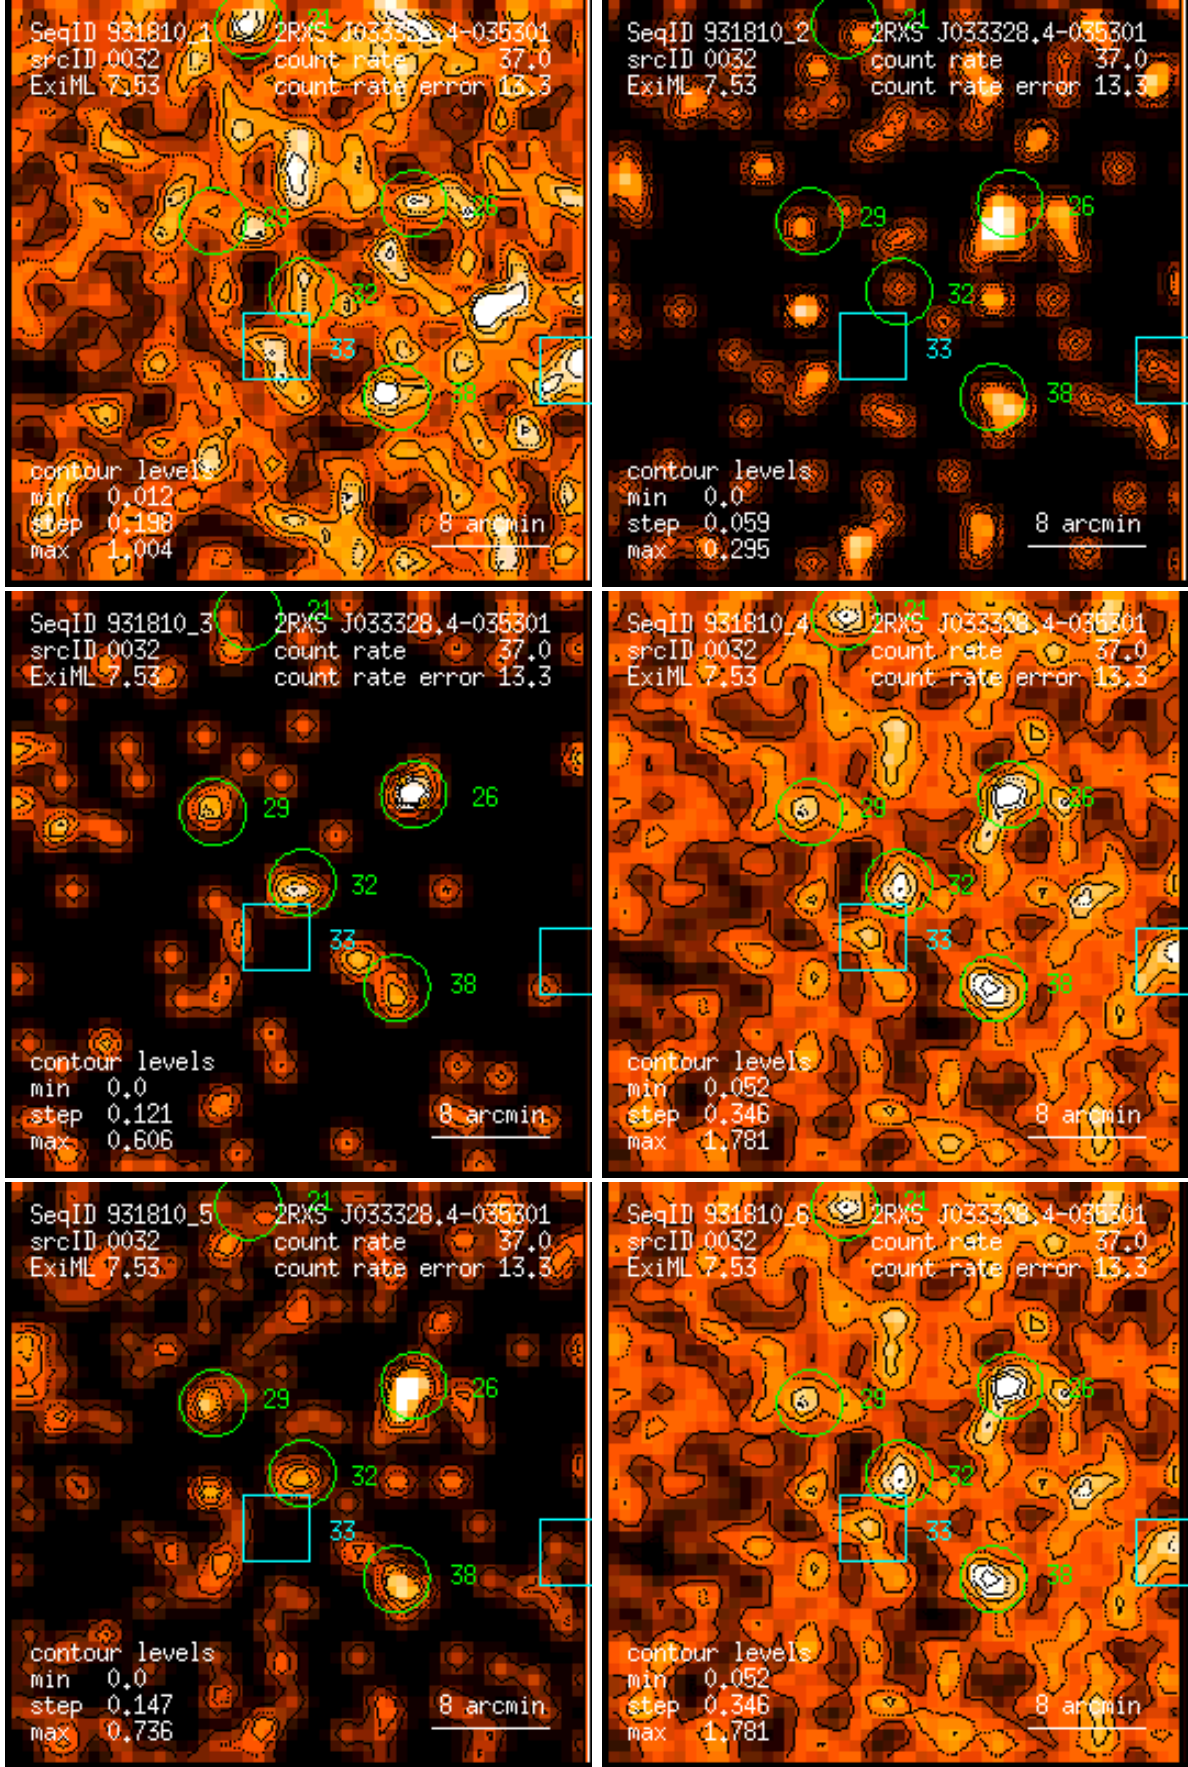 21
SeqID 931810_1 2RXS J033328.4-035301
srcID 0032 count rate 37.0
ExiML 7.53 count rate error 13.3
29
26
32
33
38
contour levels
min 0.012
step 0.198
max 1.004
8 arcmin
21
SeqID 931810_2 2RXS J033328.4-035301
srcID 0032 count rate 37.0
ExiML 7.53 count rate error 13.3
29
26
32
33
38
contour levels
min 0.0
step 0.059
max 0.295
8 arcmin
21
SeqID 931810_3 2RXS J033328.4-035301
srcID 0032 count rate 37.0
ExiML 7.53 count rate error 13.3
29
26
32
33
38
contour levels
min 0.0
step 0.121
max 0.606
8 arcmin
21
SeqID 931810_4 2RXS J033328.4-035301
srcID 0032 count rate 37.0
ExiML 7.53 count rate error 13.3
29
26
32
33
38
contour levels
min 0.052
step 0.346
max 1.781
8 arcmin
21
SeqID 931810_5 2RXS J033328.4-035301
srcID 0032 count rate 37.0
ExiML 7.53 count rate error 13.3
29
26
32
33
38
contour levels
min 0.0
step 0.147
max 0.736
8 arcmin
21
SeqID 931810_6 2RXS J033328.4-035301
srcID 0032 count rate 37.0
ExiML 7.53 count rate error 13.3
29
26
32
33
38
contour levels
min 0.052
step 0.346
max 1.781
8 arcmin